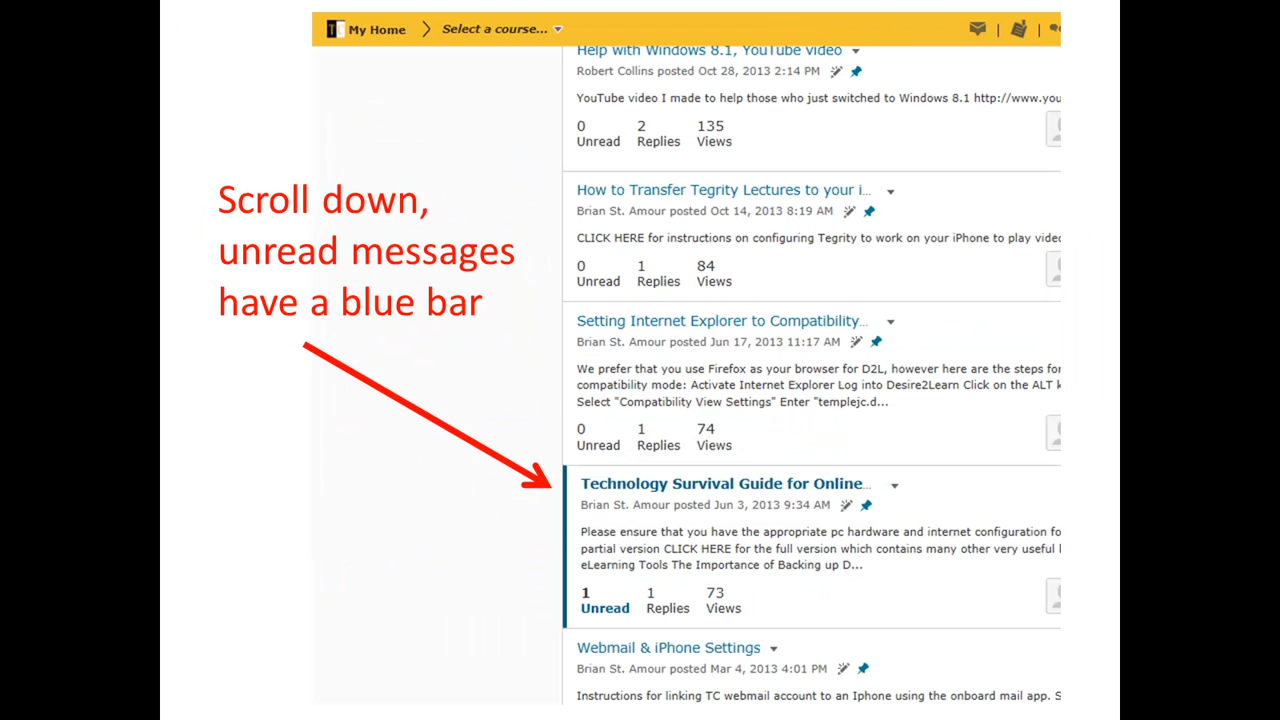 My Home
Select a course...
Help with Windows 8.1, YouTube video
Robert Collins posted Oct 28, 2013 2:14 PM
YouTube video I made to help those who just switched to Windows 8.1 http://www.you
0 2 135
Unread Replies Views
Scroll down,
unread messages
have a blue bar
How to Transfer Tegrity Lectures to your i...
Brian St. Amour posted Oct 14, 2013 8:19 AM
CLICK HERE for instructions on configuring Tegrity to work on your iPhone to play video
0 1 84
Unread Replies Views
Setting Internet Explorer to Compatibility...
Brian St. Amour posted Jun 17, 2013 11:17 AM
We prefer that you use Firefox as your browser for D2L, however here are the steps for
compatibility mode: Activate Internet Explorer Log into Desire2Learn Click on the ALT k
Select "Compatibility View Settings" Enter "templejc.d...
0 1 74
Unread Replies Views
Technology Survival Guide for Online...
Brian St. Amour posted Jun 3, 2013 9:34 AM
Please ensure that you have the appropriate pc hardware and internet configuration fo
partial version CLICK HERE for the full version which contains many other very useful
eLearning Tools The Importance of Backing up D...
1 1 73
Unread Replies Views
Webmail & iPhone Settings
Brian St. Amour posted Mar 4, 2013 4:01 PM
Instructions for linking TC webmail account to an Iphone using the onboard mail app. S